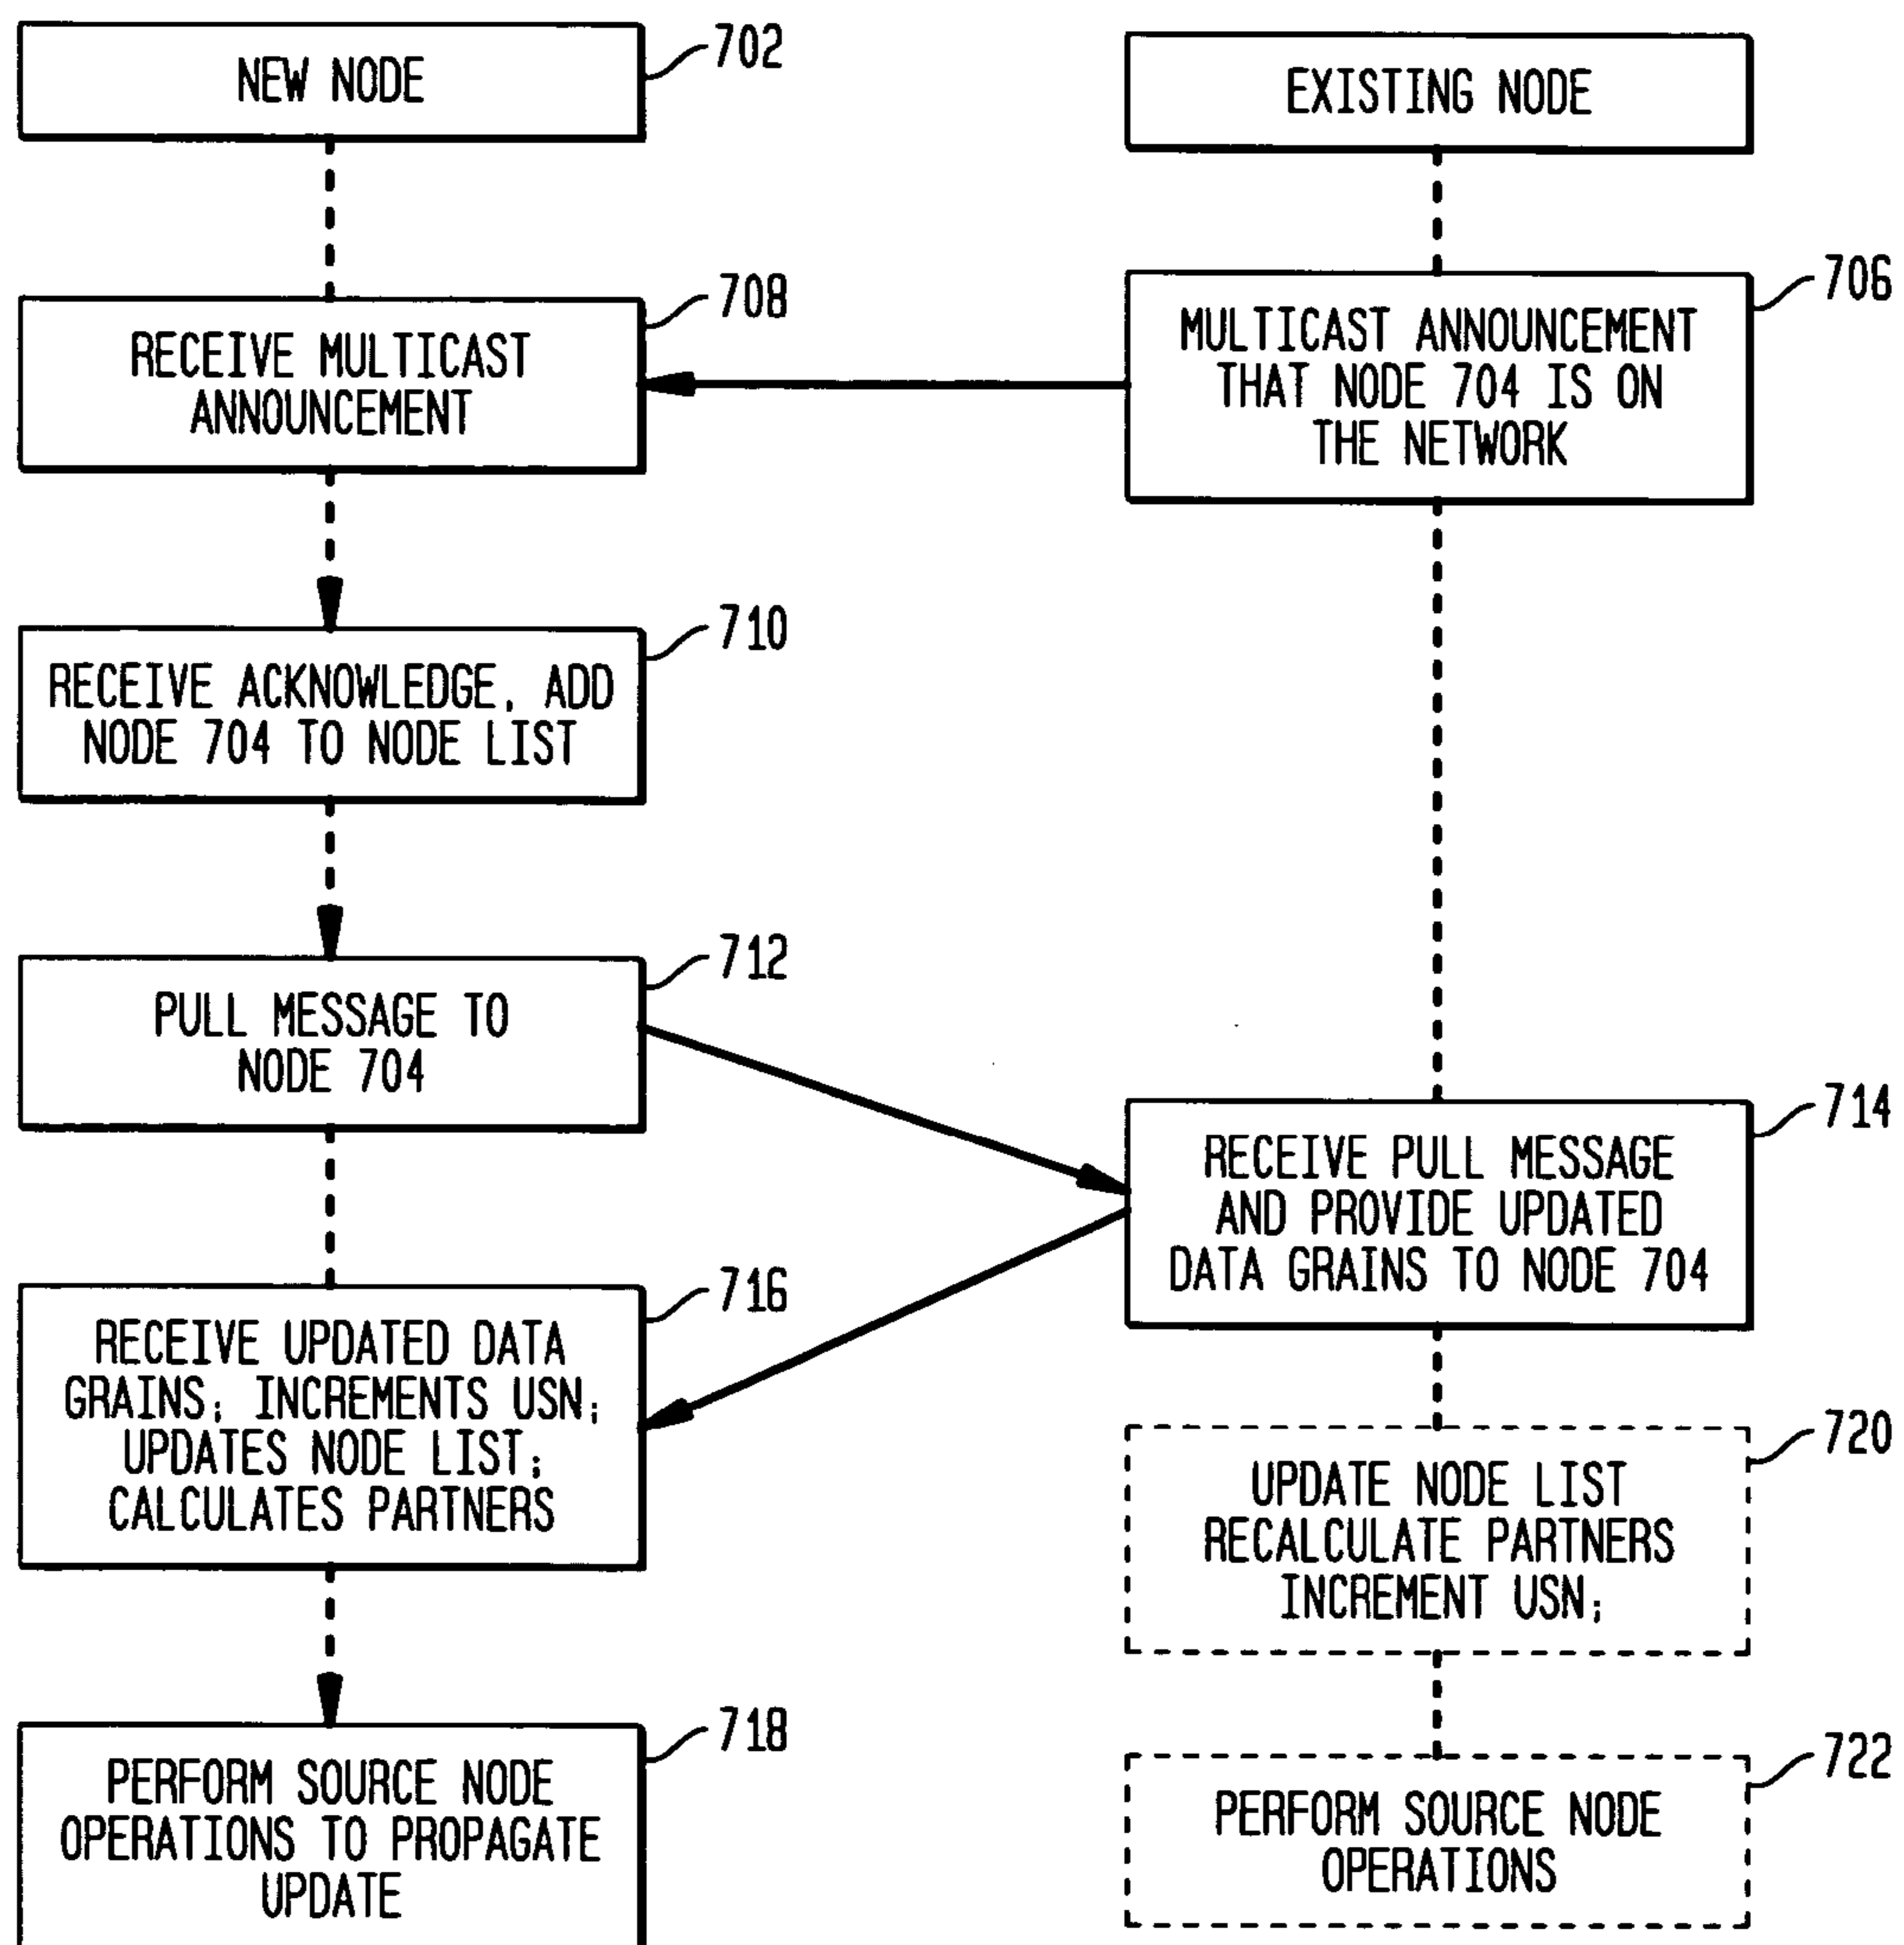 NEW NODE
702
EXISTING NODE
MULTICAST ANNOUNCEMENT
THAT NODE 704 IS ON
THE NETWORK
706
RECEIVE MULTICAST
ANNOUNCEMENT
708
RECEIVE ACKNOWLEDGE, ADD
NODE 704 TO NODE LIST
710
PULL MESSAGE TO
NODE 704
712
RECEIVE PULL MESSAGE
AND PROVIDE UPDATED
DATA GRAINS TO NODE 704
714
RECEIVE UPDATED DATA
GRAINS; INCREMENTS USN;
UPDATES NODE LIST;
CALCULATES PARTNERS
716
UPDATE NODE LIST
RECALCULATE PARTNERS
INCREMENT USN;
720
PERFORM SOURCE NODE
OPERATIONS TO PROPAGATE
UPDATE
718
PERFORM SOURCE NODE
OPERATIONS
722